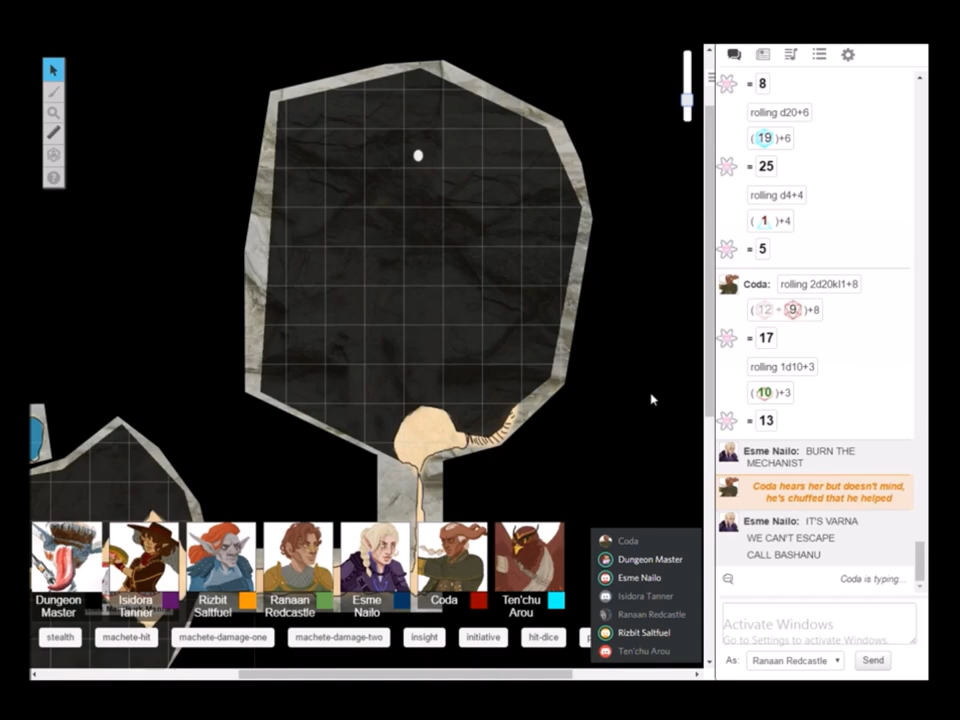 = 8
rolling d20+6
( 19 )+6
= 25
rolling d4+4
( 1 )+4
= 5
Coda: rolling 2d20kl1+8
( 12 + 9 )+8
= 17
rolling 1d10+3
( 10 )+3
= 13
Esme Nailo: BURN THE
MECHANIST
Coda hears her but doesn't mind,
he's chuffed that he helped
Esme Nailo: IT'S VARNA
WE CAN'T ESCAPE
CALL BASHANU
Coda is typing...
Activate Windows
Go to Settings to activate Windows.
As: Ranaan Redcastle
Send
Dungeon
Master
Isidora
Tanner
Rizbit
Saltfuel
Ranaan
Redcastle
Esme
Nailo
Coda
Ten'chu
Arou
stealth
machete-hit
machete-damage-one
machete-damage-two
insight
initiative
hit-dice
Coda
Dungeon Master
Esme Nailo
Isidora Tanner
Ranaan Redcastle
Rizbit Saltfuel
Ten'chu Arou